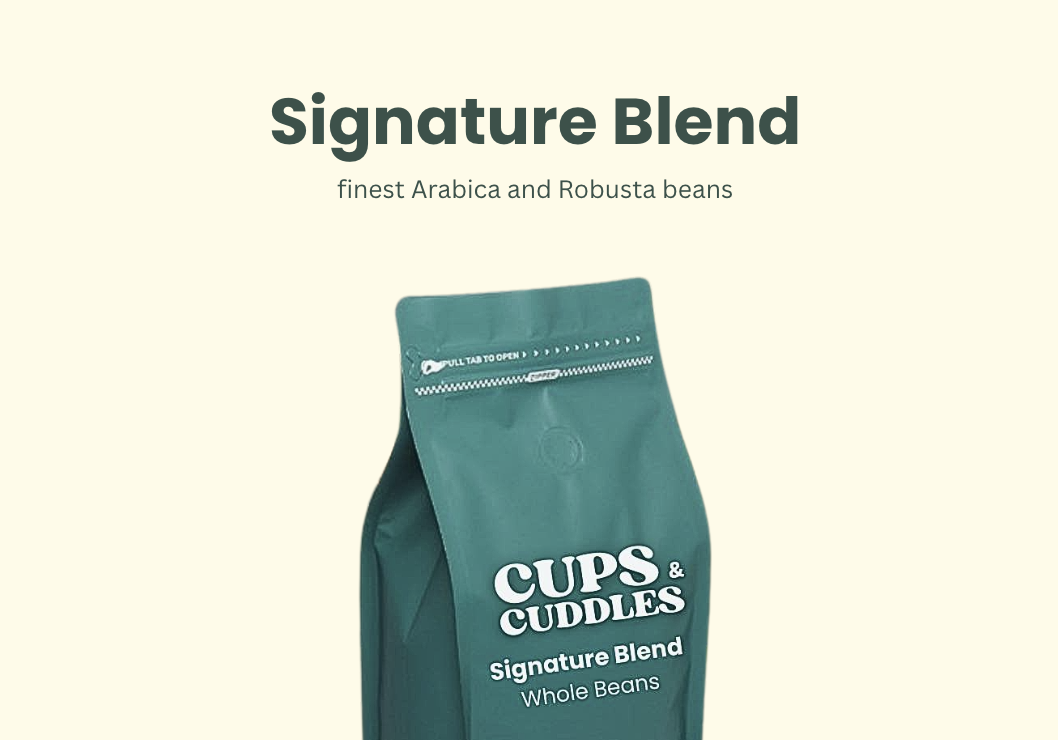 Signature Blend
finest Arabica and Robusta beans
PULL TAB TO OPEN
ZIPPER
CUPS &
CUDDLES
Signature Blend
Whole Beans